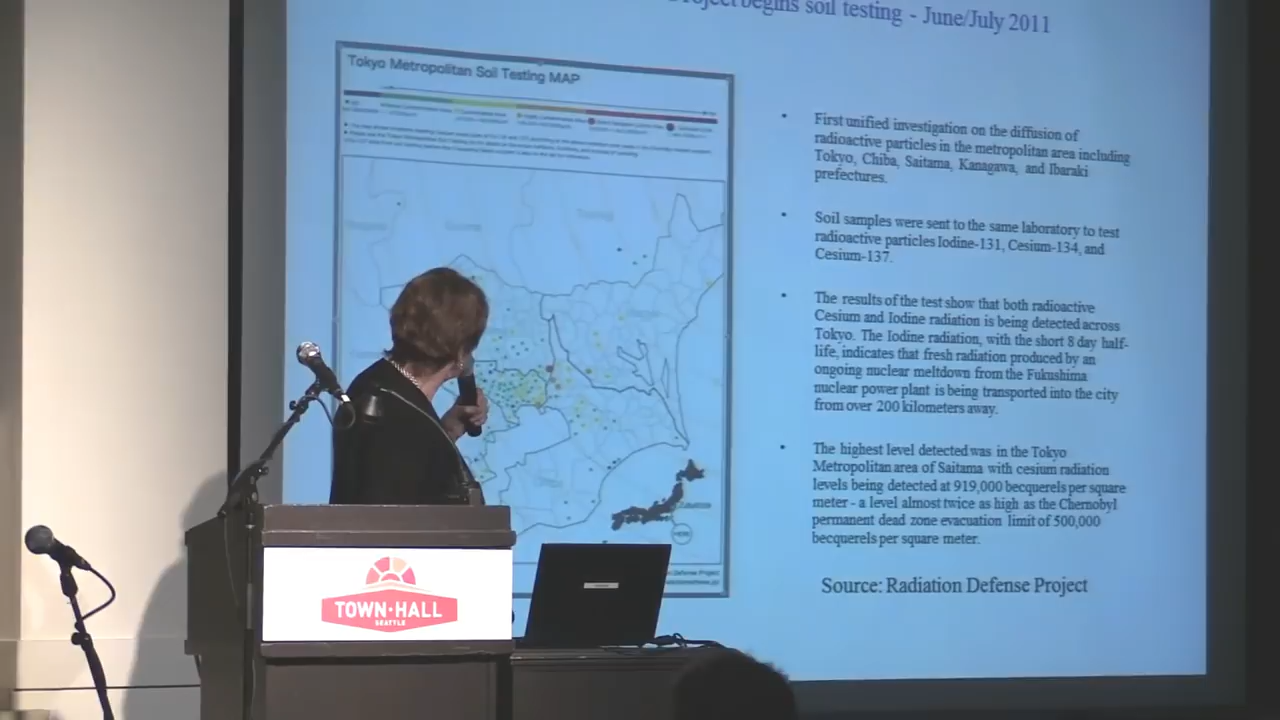 begins soil testing - June/July 2011
Tokyo Metropolitan Soil Testing MAP
First unified investigation on the diffusion of
radioactive particles in the metropolitan area including
Tokyo, Chiba, Saitama, Kanagawa, and Ibaraki
prefectures.
Soil samples were sent to the same laboratory to test
radioactive particles Iodine-131, Cesium-134, and
Cesium-137.
The results of the test show that both radioactive
Cesium and Iodine radiation is being detected across
Tokyo. The Iodine radiation, with the short 8 day half-
life, indicates that fresh radiation produced by an
ongoing nuclear meltdown from the Fukushima
nuclear power plant is being transported into the city
from over 200 kilometers away.
The highest level detected was in the Tokyo
Metropolitan area of Saitama with cesium radiation
levels being detected at 919,000 becquerels per square
meter - a level almost twice as high as the Chernobyl
permanent dead zone evacuation limit of 500,000
becquerels per square meter.
Source: Radiation Defense Project
TOWN·HALL
SEATTLE